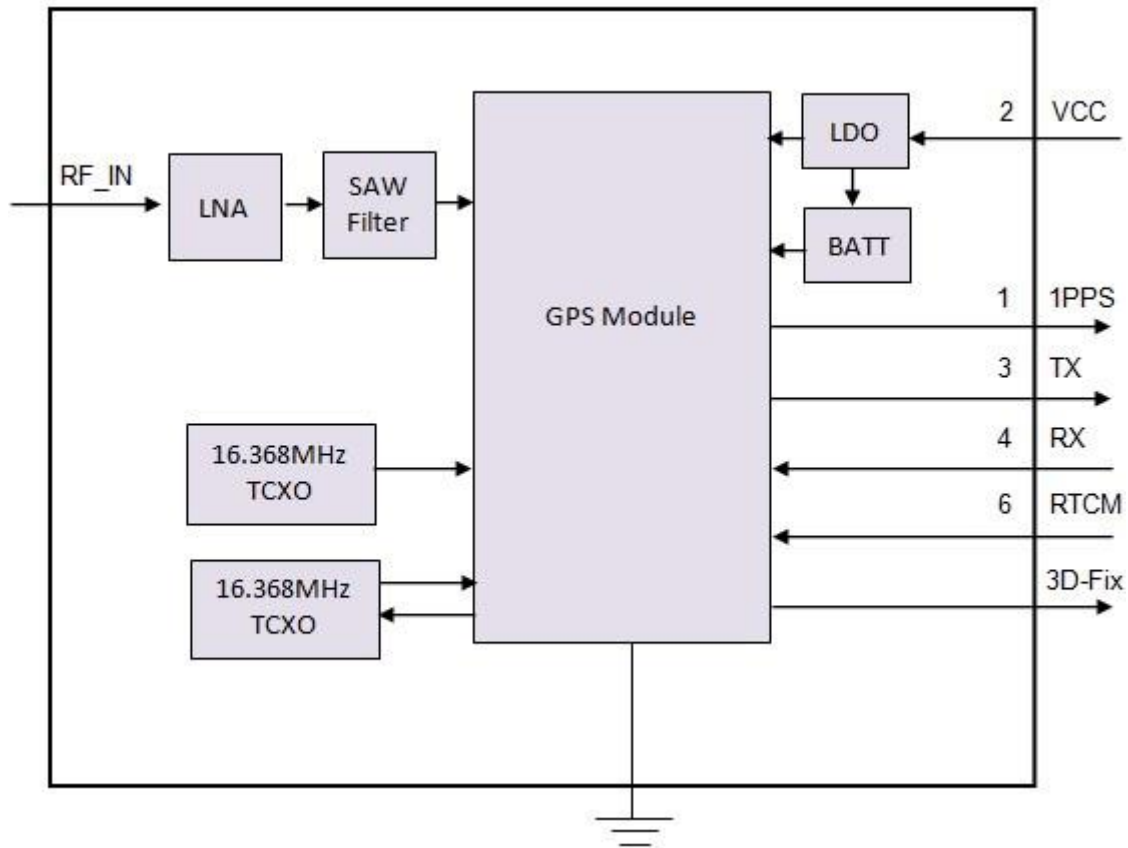 RF_IN
LNA
SAW
Filter
GPS Module
LDO
BATT
2 VCC
1 1PPS
3 TX
4 RX
6 RTCM
3D-Fix
16.368MHz
TCXO
16.368MHz
TCXO